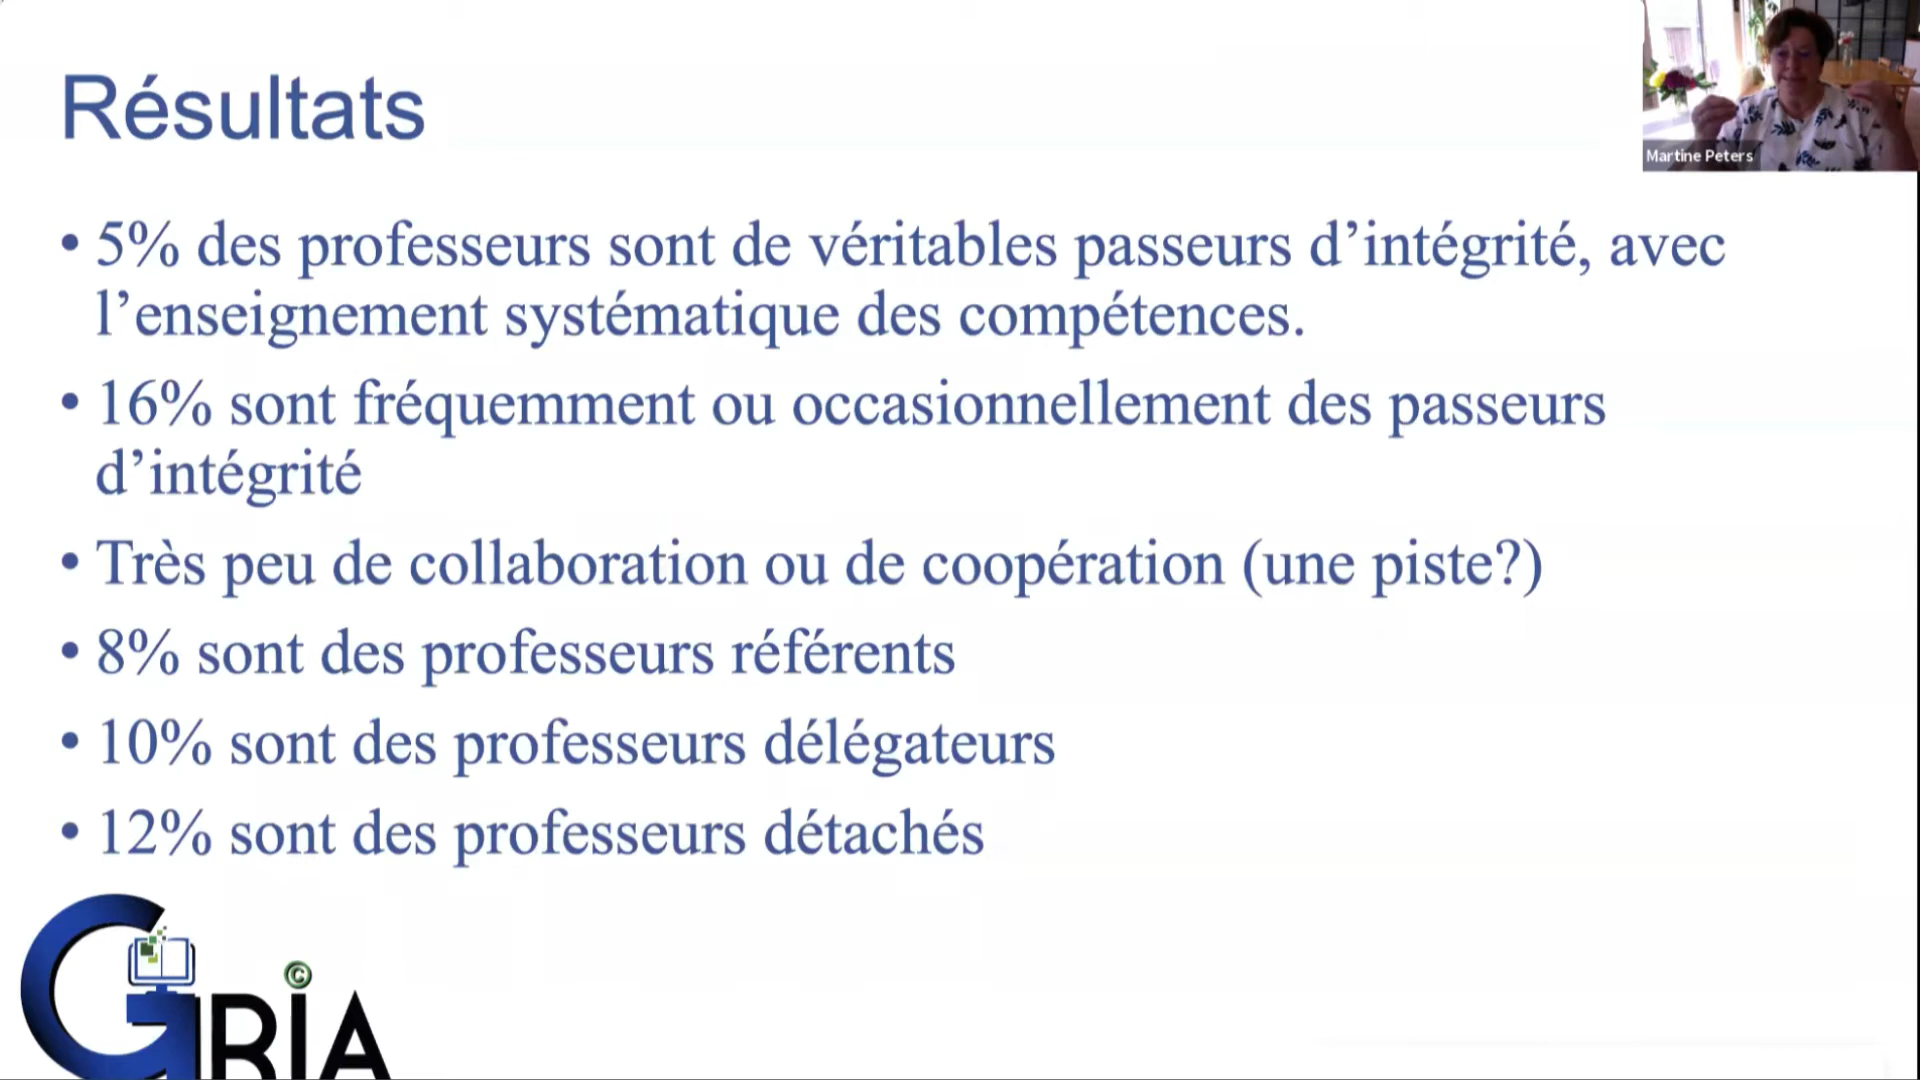 Résultats
Martine Peters
• 5% des professeurs sont de véritables passeurs d’intégrité, avec
l’enseignement systématique des compétences.
• 16% sont fréquemment ou occasionnellement des passeurs
d’intégrité
• Très peu de collaboration ou de coopération (une piste?)
• 8% sont des professeurs référents
• 10% sont des professeurs délégateurs
• 12% sont des professeurs détachés
©
GRIA